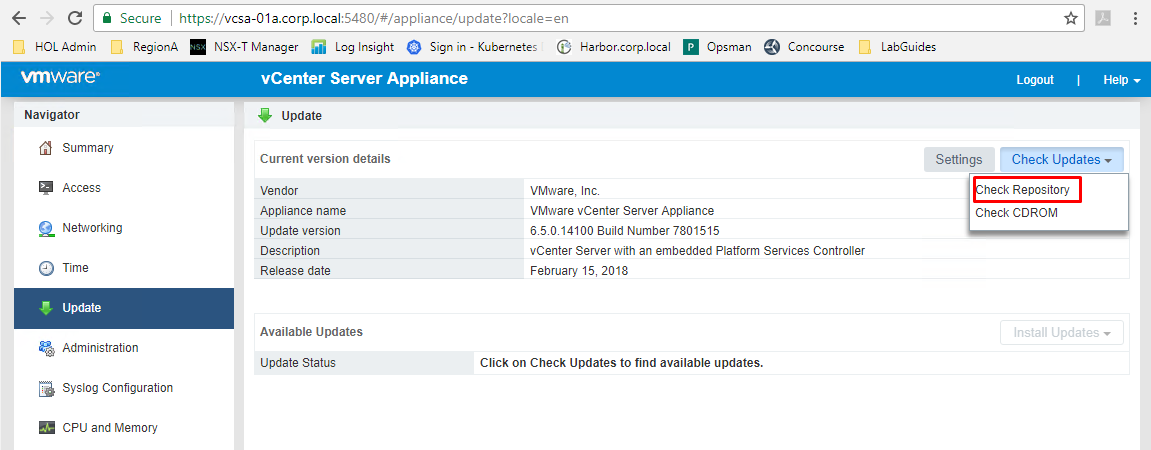 Secure https://vcsa-01a.corp.local:5480/#/appliance/update?locale=en
HOL Admin RegionA NSX NSX-T Manager Log Insight Sign in - Kubernetes Harbor.corp.local P Opsman Concourse LabGuides
vmware® vCenter Server Appliance Logout | Help
Navigator
Summary
Access
Networking
Time
Update
Administration
Syslog Configuration
CPU and Memory
Update
Current version details Settings Check Updates
Check Repository
Check CDROM
Vendor VMware, Inc.
Appliance name VMware vCenter Server Appliance
Update version 6.5.0.14100 Build Number 7801515
Description vCenter Server with an embedded Platform Services Controller
Release date February 15, 2018
Available Updates Install Updates
Update Status Click on Check Updates to find available updates.